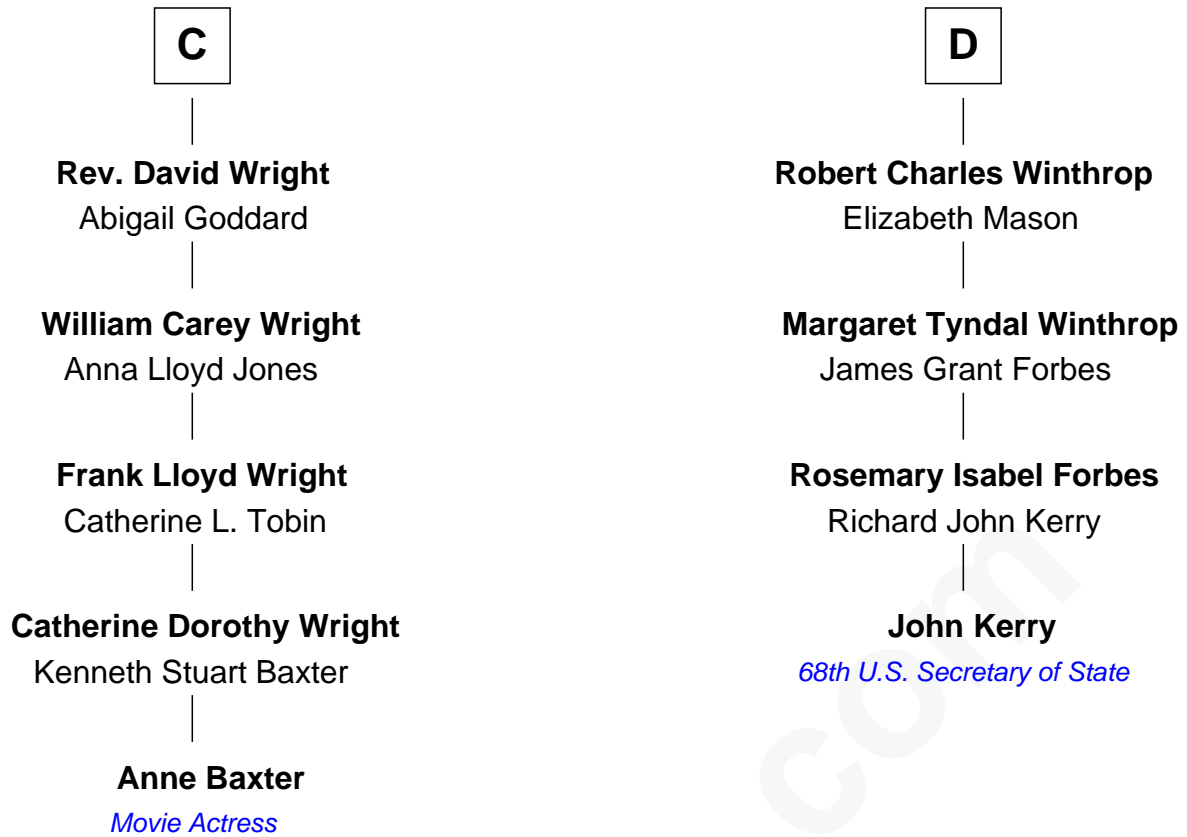 C
Rev. David Wright
Abigail Goddard
William Carey Wright
Anna Lloyd Jones
Frank Lloyd Wright
Catherine L. Tobin
Catherine Dorothy Wright
Kenneth Stuart Baxter
Anne Baxter
Movie Actress
D
Robert Charles Winthrop
Elizabeth Mason
Margaret Tyndal Winthrop
James Grant Forbes
Rosemary Isabel Forbes
Richard John Kerry
John Kerry
68th U.S. Secretary of State
com